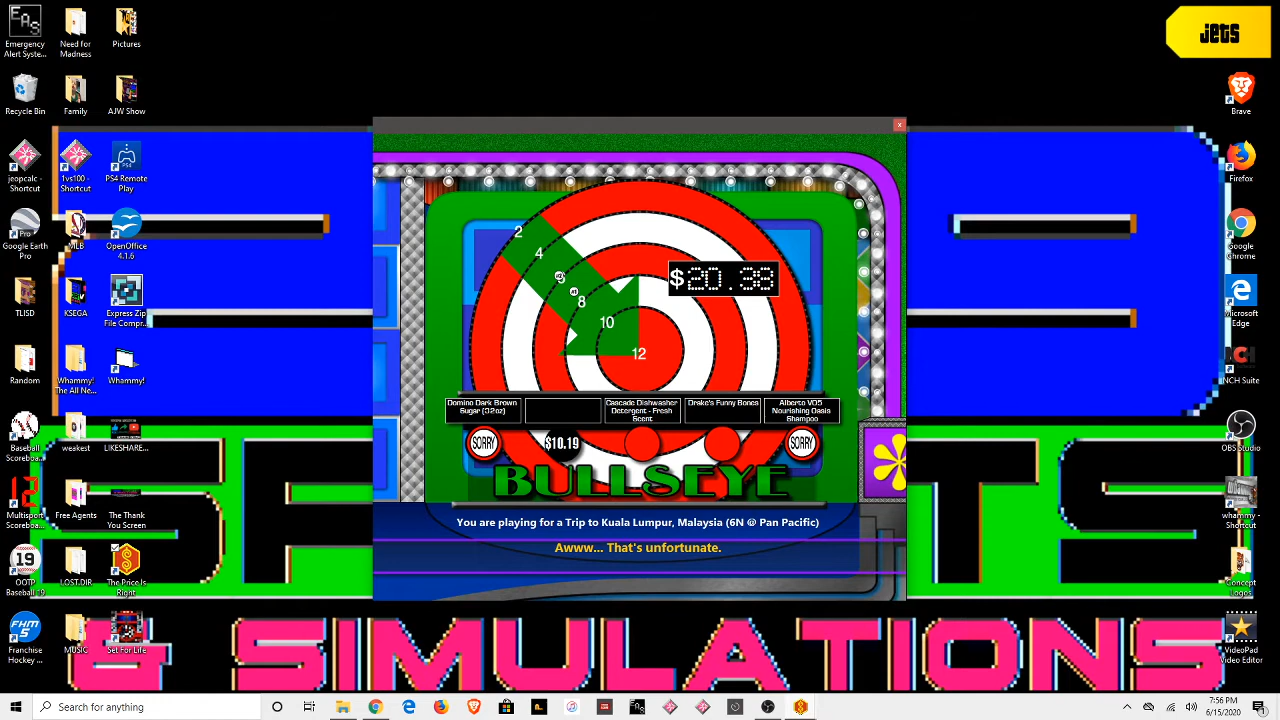 Emergency
Alert Syste...
Need for
Madness
Pictures
jets
Recycle Bin
Family
AJW Show
Brave
jeopcalc -
Shortcut
1vs100 -
Shortcut
PS4 Remote
Play
Firefox
Google Earth
Pro
MLB
OpenOffice
4.1.6
Google
Chrome
TLISD
KSEGA
Express Zip
File Compr...
Microsoft
Edge
Random
Whammy!
The All Ne...
Whammy!
NCH Suite
Baseball
Scoreboa...
weakest
LIKESHARE...
OBS Studio
Multisport
Scoreboa...
Free Agents
The Thank
You Screen
whammy -
Shortcut
OOTP
Baseball 19
LOST.DIR
The Price Is
Right
Concept
Logos
Franchise
Hockey ...
MUSIC
Set For Life
VideoPad
Video Editor
2
4
8
10
12
$20.38
Domino Dark Brown
Sugar (32oz)
Cascade Dishwasher
Detergent - Fresh
Scent
Drake's Funny Bones
Alberto VO5
Nourishing Oasis
Shampoo
SORRY
$10.19
SORRY
BULLSEYE
You are playing for a Trip to Kuala Lumpur, Malaysia (6N @ Pan Pacific)
Awww... That's unfortunate.
& SIMULATIONS
Search for anything
7:56 PM
6/15/2020